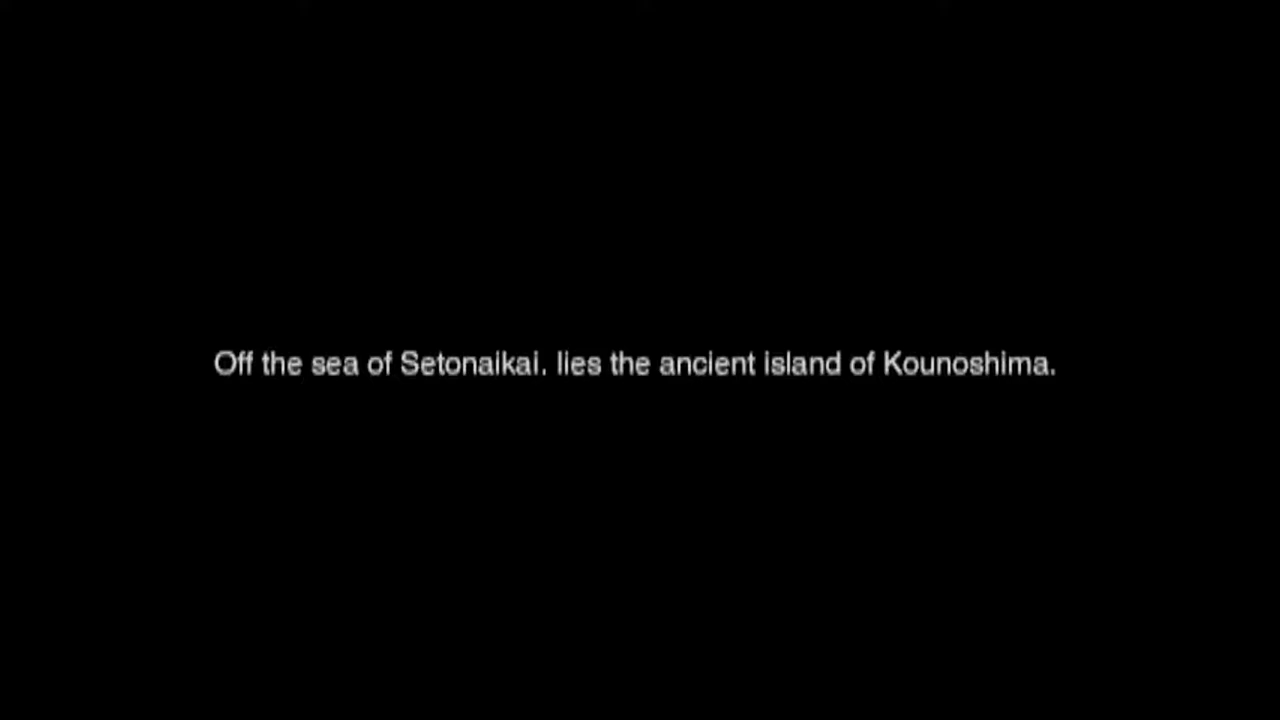 Off the sea of Setonaikai. lies the ancient island of Kounoshima.